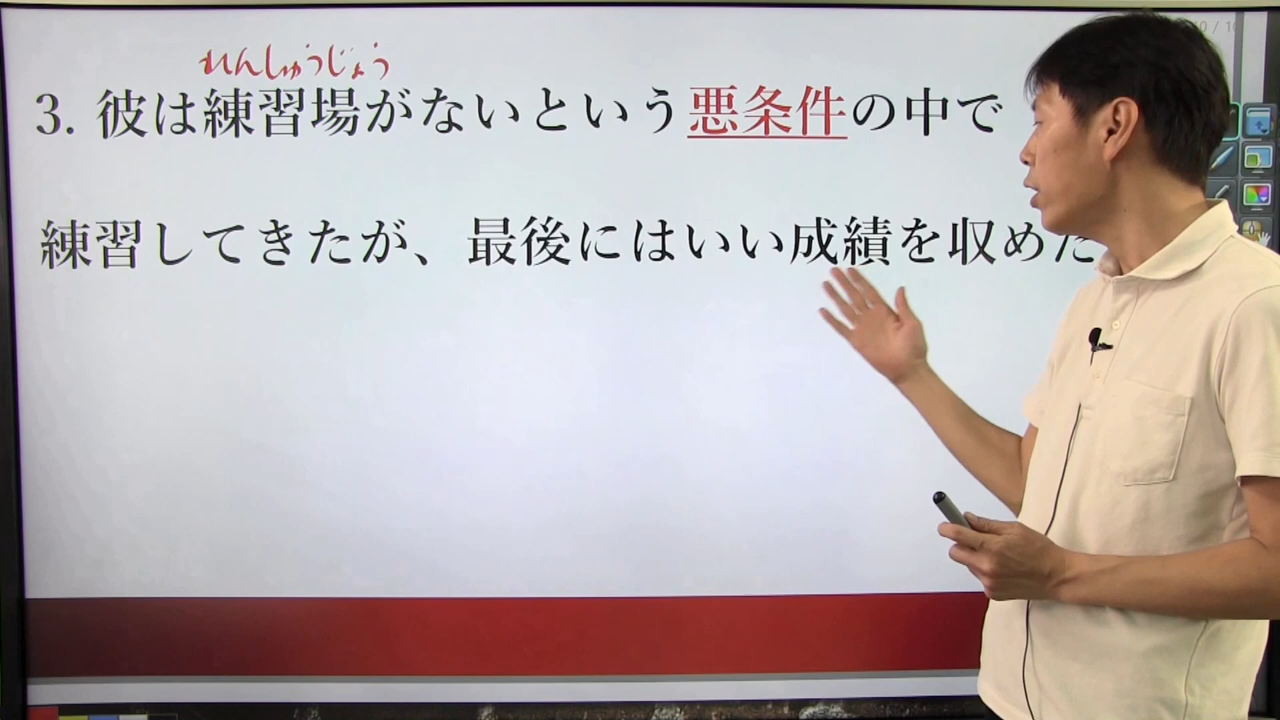 れんしゅうじょう
3. 彼は練習場がないという悪条件の中で
練習してきたが、最後にはいい成績を収めた